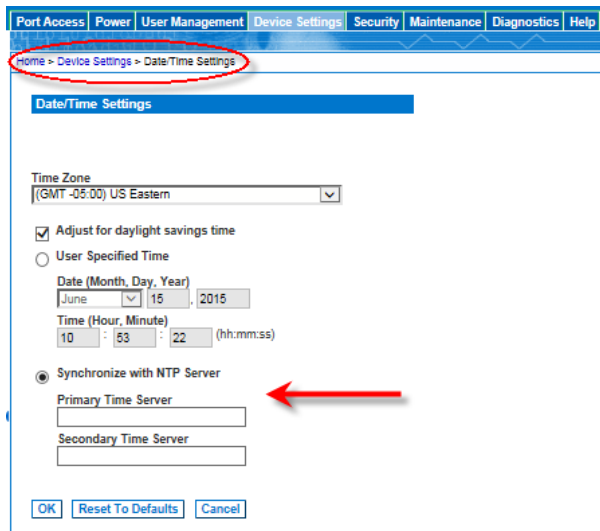 Port Access Power User Management Device Settings Security Maintenance Diagnostics Help
Home > Device Settings > Date/Time Settings
Date/Time Settings
Time Zone
(GMT -05:00) US Eastern
Adjust for daylight savings time
User Specified Time
Date (Month, Day, Year)
June 15 , 2015
Time (Hour, Minute)
10 : 53 : 22 (hh:mm:ss)
Synchronize with NTP Server
Primary Time Server
Secondary Time Server
OK Reset To Defaults Cancel